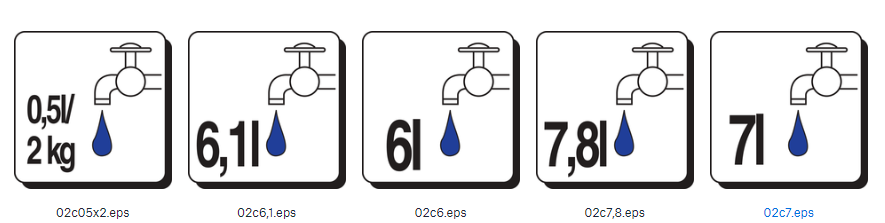 0,5l/
2 kg
6,1l
6l
7,8l
7l
02c05x2.eps
02c6,1.eps
02c6.eps
02c7,8.eps
02c7.eps